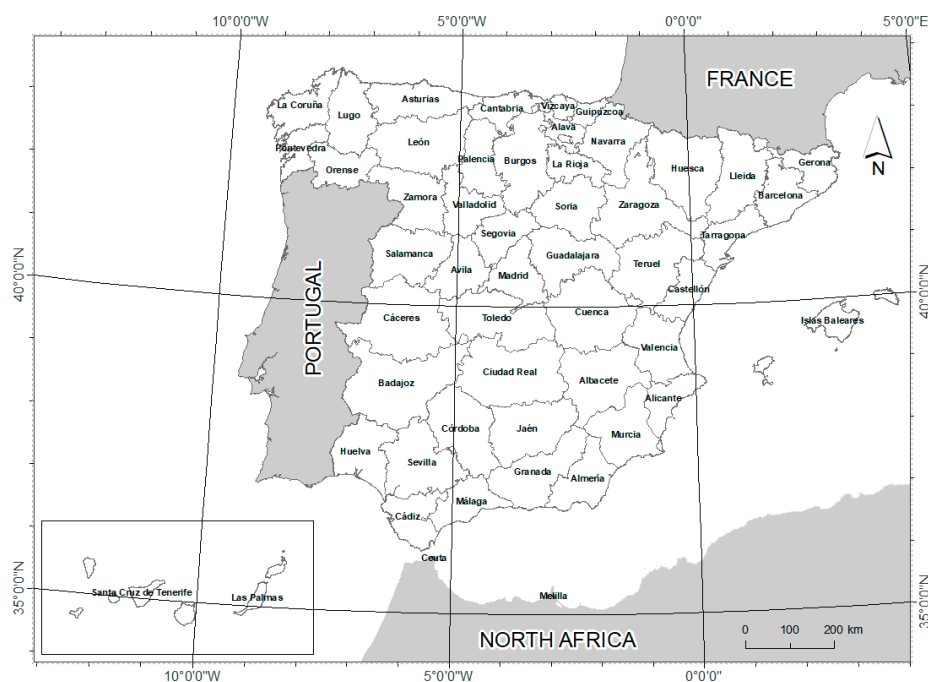 10°0'0"W 5°0'0"W 0°0'0" 5°0'0"E
FRANCE
La Coruña
Lugo
Asturias
Cantabria
Vizcaya
Guipúzcoa
Alava
Navarra
Pontevedra
León
Palencia
Burgos
La Rioja
Huesca
Lleida
Gerona
N
Orense
Zamora
Valladolid
Soria
Zaragoza
Barcelona
Segovia
Tarragona
Salamanca
Avila
Madrid
Guadalajara
Teruel
40°0'0"N
Castellón
40°0'0"N
PORTUGAL
Cáceres
Toledo
Cuenca
Islas Baleares
Valencia
Badajoz
Ciudad Real
Albacete
Alicante
Córdoba
Jaén
Murcia
Huelva
Sevilla
Granada
Almería
Málaga
Cádiz
Ceuta
35°0'0"N
Santa Cruz de Tenerife
Las Palmas
Melilla
35°0'0"N
NORTH AFRICA
0 100 200 km
10°0'0"W 5°0'0"W 0°0'0"